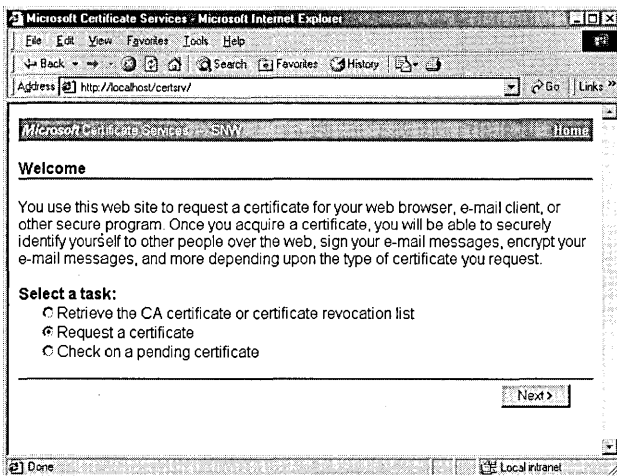 Microsoft Certificate Services - Microsoft Internet Explorer
File Edit View Favorites Tools Help
Back Search Favorites History
Address http://localhost/certsrv/ Go Links »
Microsoft Certificate Services -- SNW Home
Welcome
You use this web site to request a certificate for your web browser, e-mail client, or
other secure program. Once you acquire a certificate, you will be able to securely
identify yourself to other people over the web, sign your e-mail messages, encrypt your
e-mail messages, and more depending upon the type of certificate you request.
Select a task:
Retrieve the CA certificate or certificate revocation list
Request a certificate
Check on a pending certificate
Next >
Done Local intranet